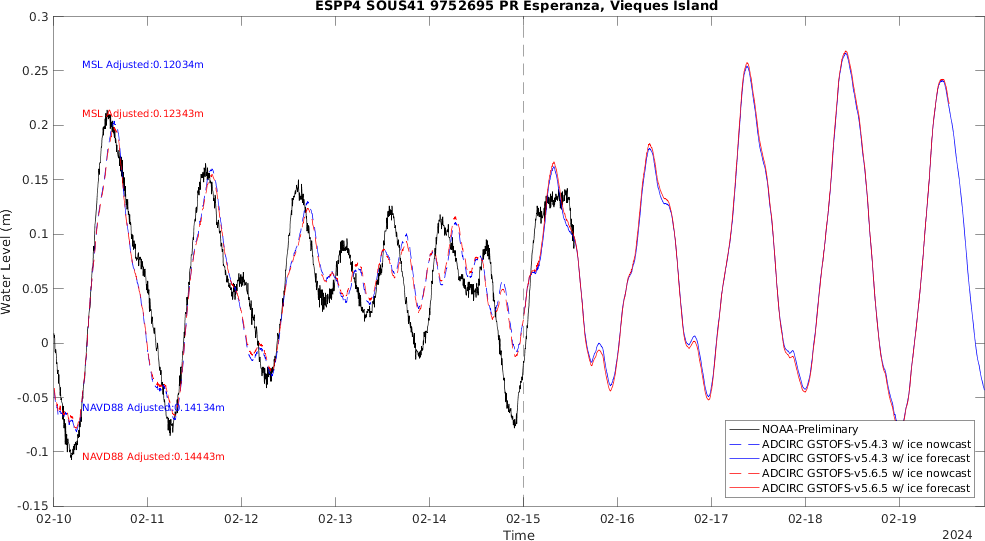 ESPP4 SOUS41 9752695 PR Esperanza, Vieques Island
0.3
0.25
0.2
0.15
0.1
0.05
0
-0.05
-0.1
-0.15
Water Level (m)
MSL Adjusted:0.12034m
MSL Adjusted:0.12343m
NAVD88 Adjusted:0.14134m
NAVD88 Adjusted:0.14443m
NOAA-Preliminary
ADCIRC GSTOFS-v5.4.3 w/ ice nowcast
ADCIRC GSTOFS-v5.4.3 w/ ice forecast
ADCIRC GSTOFS-v5.6.5 w/ ice nowcast
ADCIRC GSTOFS-v5.6.5 w/ ice forecast
02-10 02-11 02-12 02-13 02-14 02-15 02-16 02-17 02-18 02-19
Time
2024